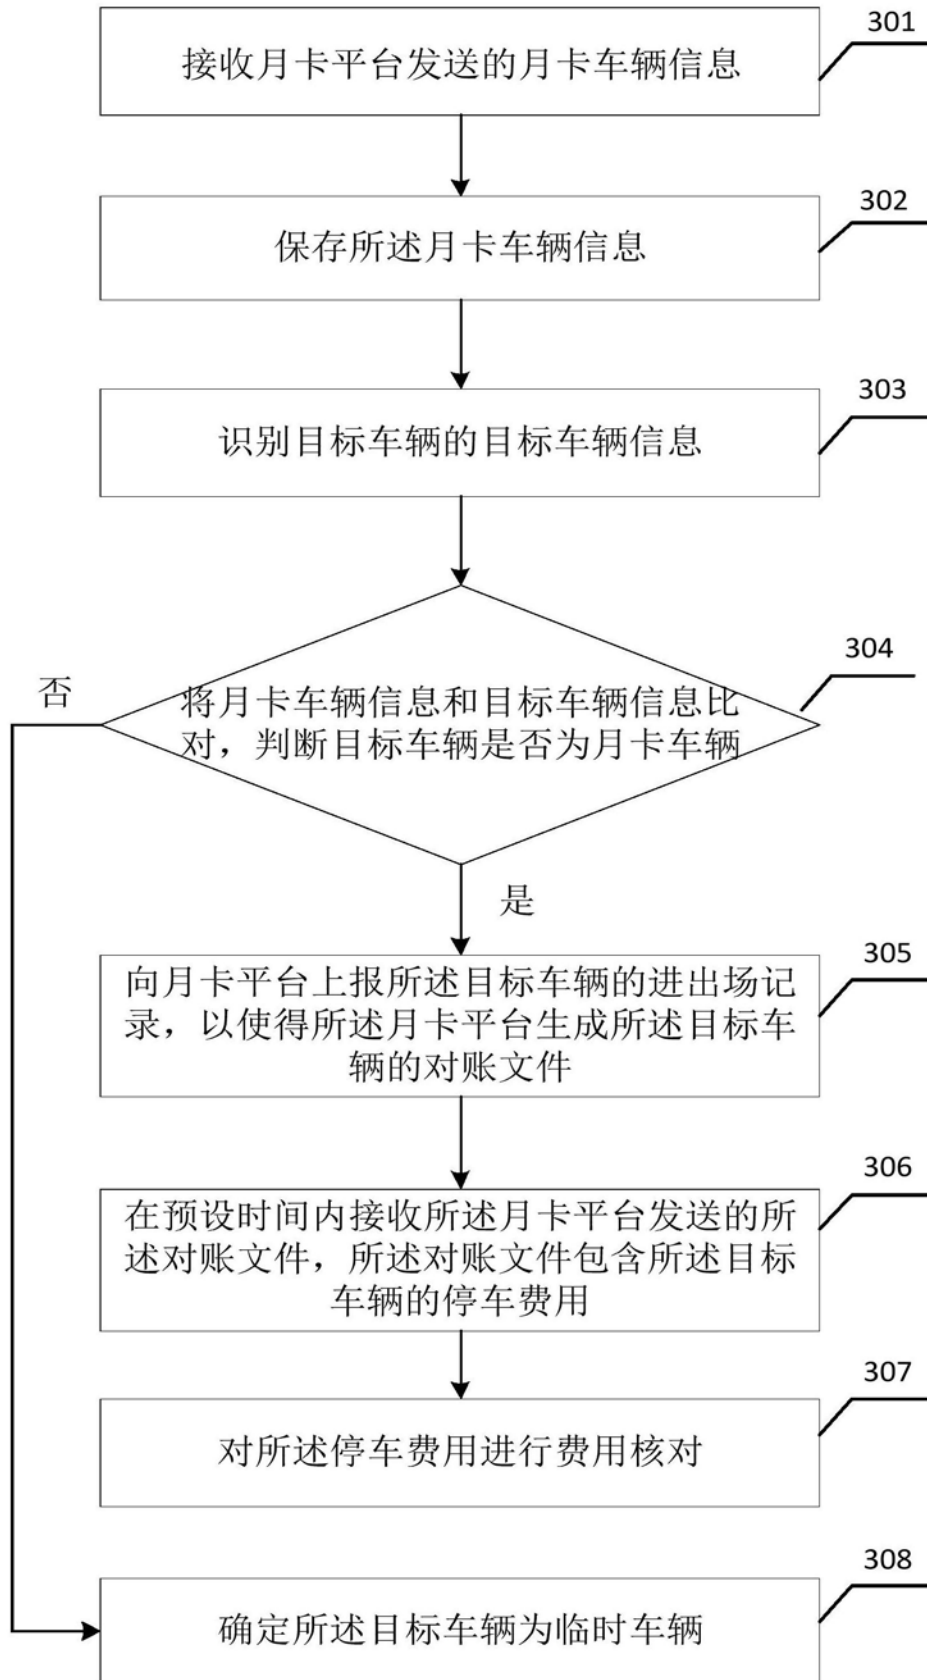 301
接收月卡平台发送的月卡车辆信息
302
保存所述月卡车辆信息
303
识别目标车辆的目标车辆信息
304
否
将月卡车辆信息和目标车辆信息比
对，判断目标车辆是否为月卡车辆
是
305
向月卡平台上报所述目标车辆的进出场记
录，以使得所述月卡平台生成所述目标车
辆的对账文件
306
在预设时间内接收所述月卡平台发送的所
述对账文件，所述对账文件包含所述目标
车辆的停车费用
307
对所述停车费用进行费用核对
308
确定所述目标车辆为临时车辆